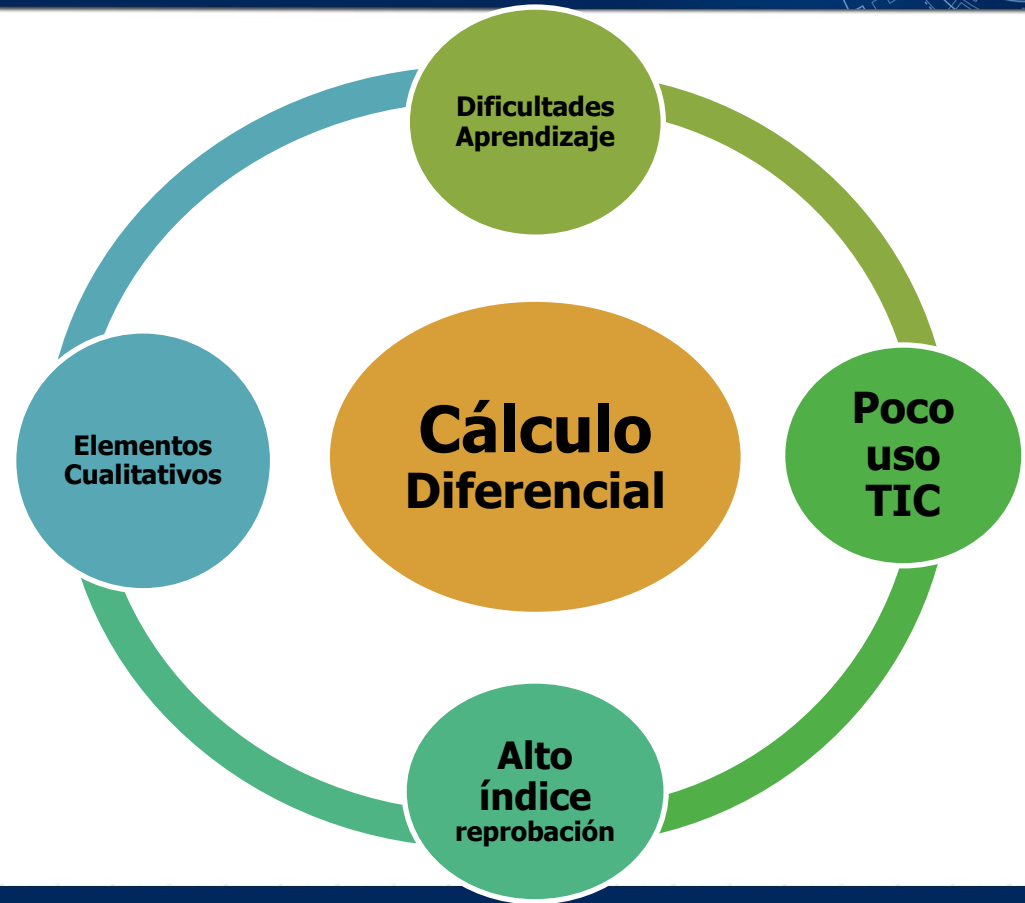 Dificultades
Aprendizaje
Poco
uso
TIC
Alto
índice
reprobación
Elementos
Cualitativos
Cálculo
Diferencial